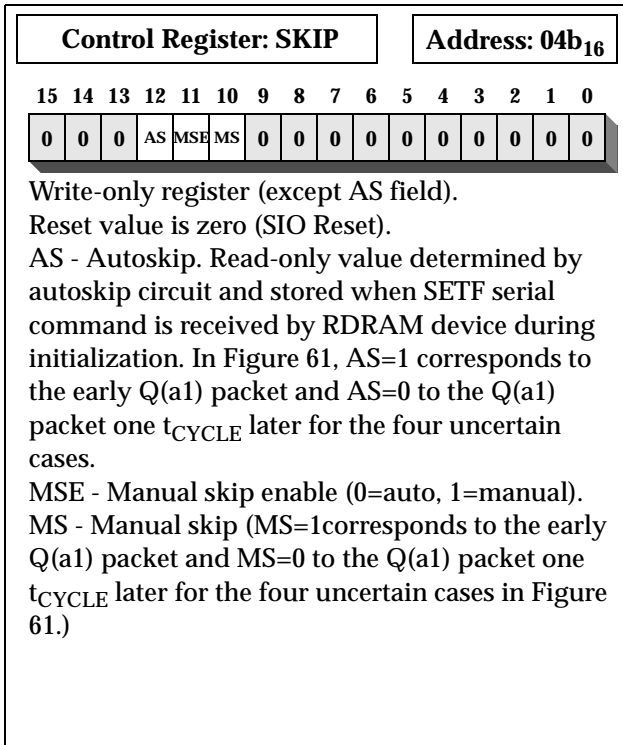 Control Register: SKIP
Address: 04b16
15 14 13 12 11 10 9 8 7 6 5 4 3 2 1 0
0 0 0 AS MSE MS 0 0 0 0 0 0 0 0 0 0
Write-only register (except AS field).
Reset value is zero (SIO Reset).
AS - Autoskip. Read-only value determined by
autoskip circuit and stored when SETF serial
command is received by RDRAM device during
initialization. In Figure 61, AS=1 corresponds to
the early Q(a1) packet and AS=0 to the Q(a1)
packet one tCYCLE later for the four uncertain
cases.
MSE - Manual skip enable (0=auto, 1=manual).
MS - Manual skip (MS=1corresponds to the early
Q(a1) packet and MS=0 to the Q(a1) packet one
tCYCLE later for the four uncertain cases in Figure
61.)